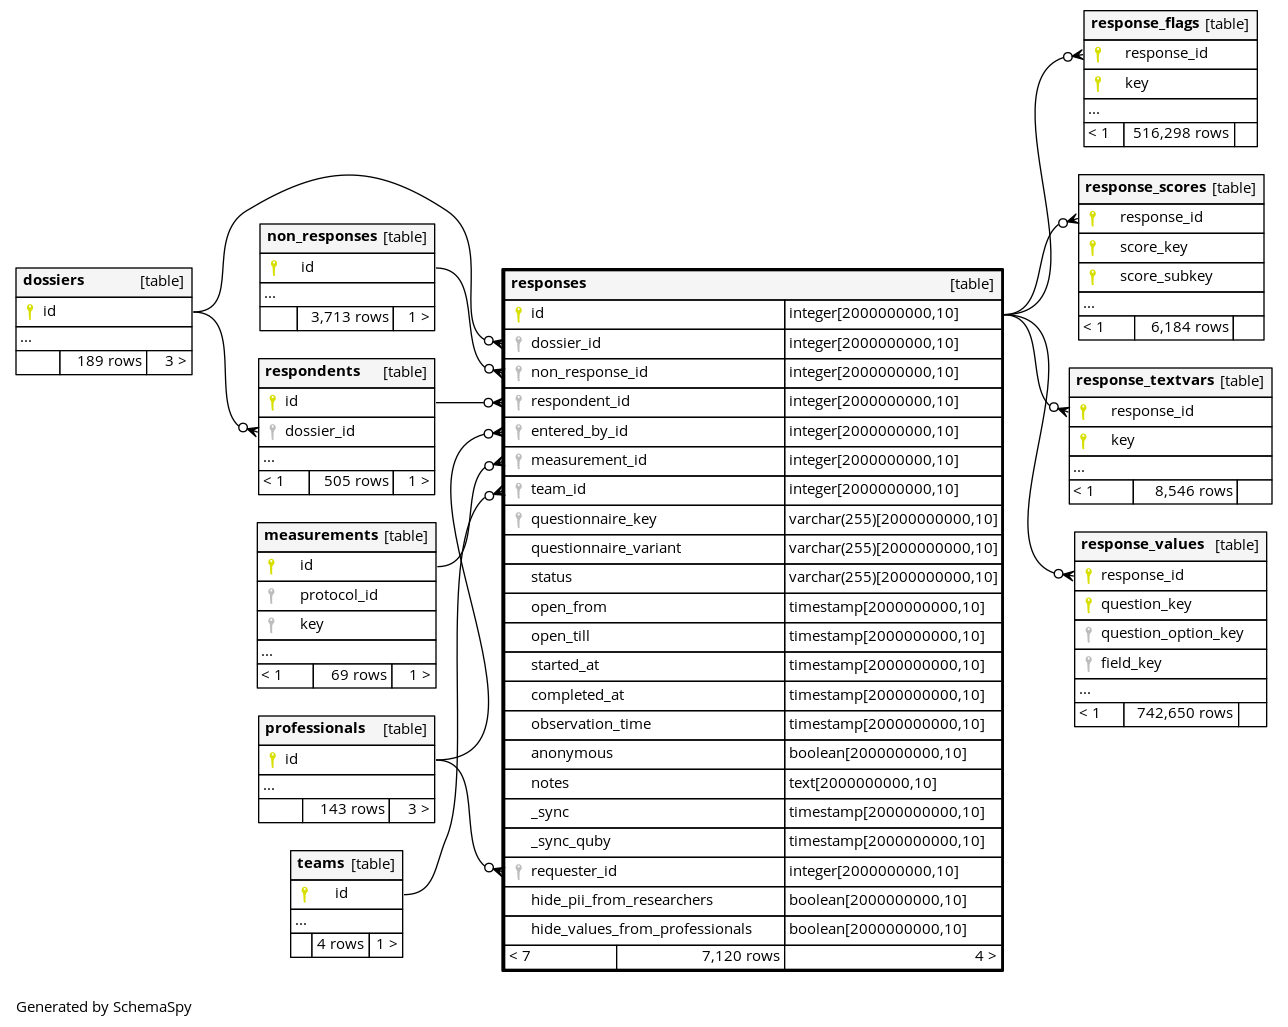 response_flags [table]
response_id
key
...
< 1 516,298 rows
response_scores [table]
response_id
score_key
score_subkey
...
< 1 6,184 rows
non_responses [table]
id
...
3,713 rows 1 >
dossiers [table]
id
...
189 rows 3 >
respondents [table]
id
dossier_id
...
< 1 505 rows 1 >
measurements [table]
id
protocol_id
key
...
< 1 69 rows 1 >
professionals [table]
id
...
143 rows 3 >
teams [table]
id
...
4 rows 1 >
responses [table]
id integer[2000000000,10]
dossier_id integer[2000000000,10]
non_response_id integer[2000000000,10]
respondent_id integer[2000000000,10]
entered_by_id integer[2000000000,10]
measurement_id integer[2000000000,10]
team_id integer[2000000000,10]
questionnaire_key varchar(255)[2000000000,10]
questionnaire_variant varchar(255)[2000000000,10]
status varchar(255)[2000000000,10]
open_from timestamp[2000000000,10]
open_till timestamp[2000000000,10]
started_at timestamp[2000000000,10]
completed_at timestamp[2000000000,10]
observation_time timestamp[2000000000,10]
anonymous boolean[2000000000,10]
notes text[2000000000,10]
_sync timestamp[2000000000,10]
_sync_quby timestamp[2000000000,10]
requester_id integer[2000000000,10]
hide_pii_from_researchers boolean[2000000000,10]
hide_values_from_professionals boolean[2000000000,10]
< 7 7,120 rows 4 >
response_textvars [table]
response_id
key
...
< 1 8,546 rows
response_values [table]
response_id
question_key
question_option_key
field_key
...
< 1 742,650 rows
Generated by SchemaSpy